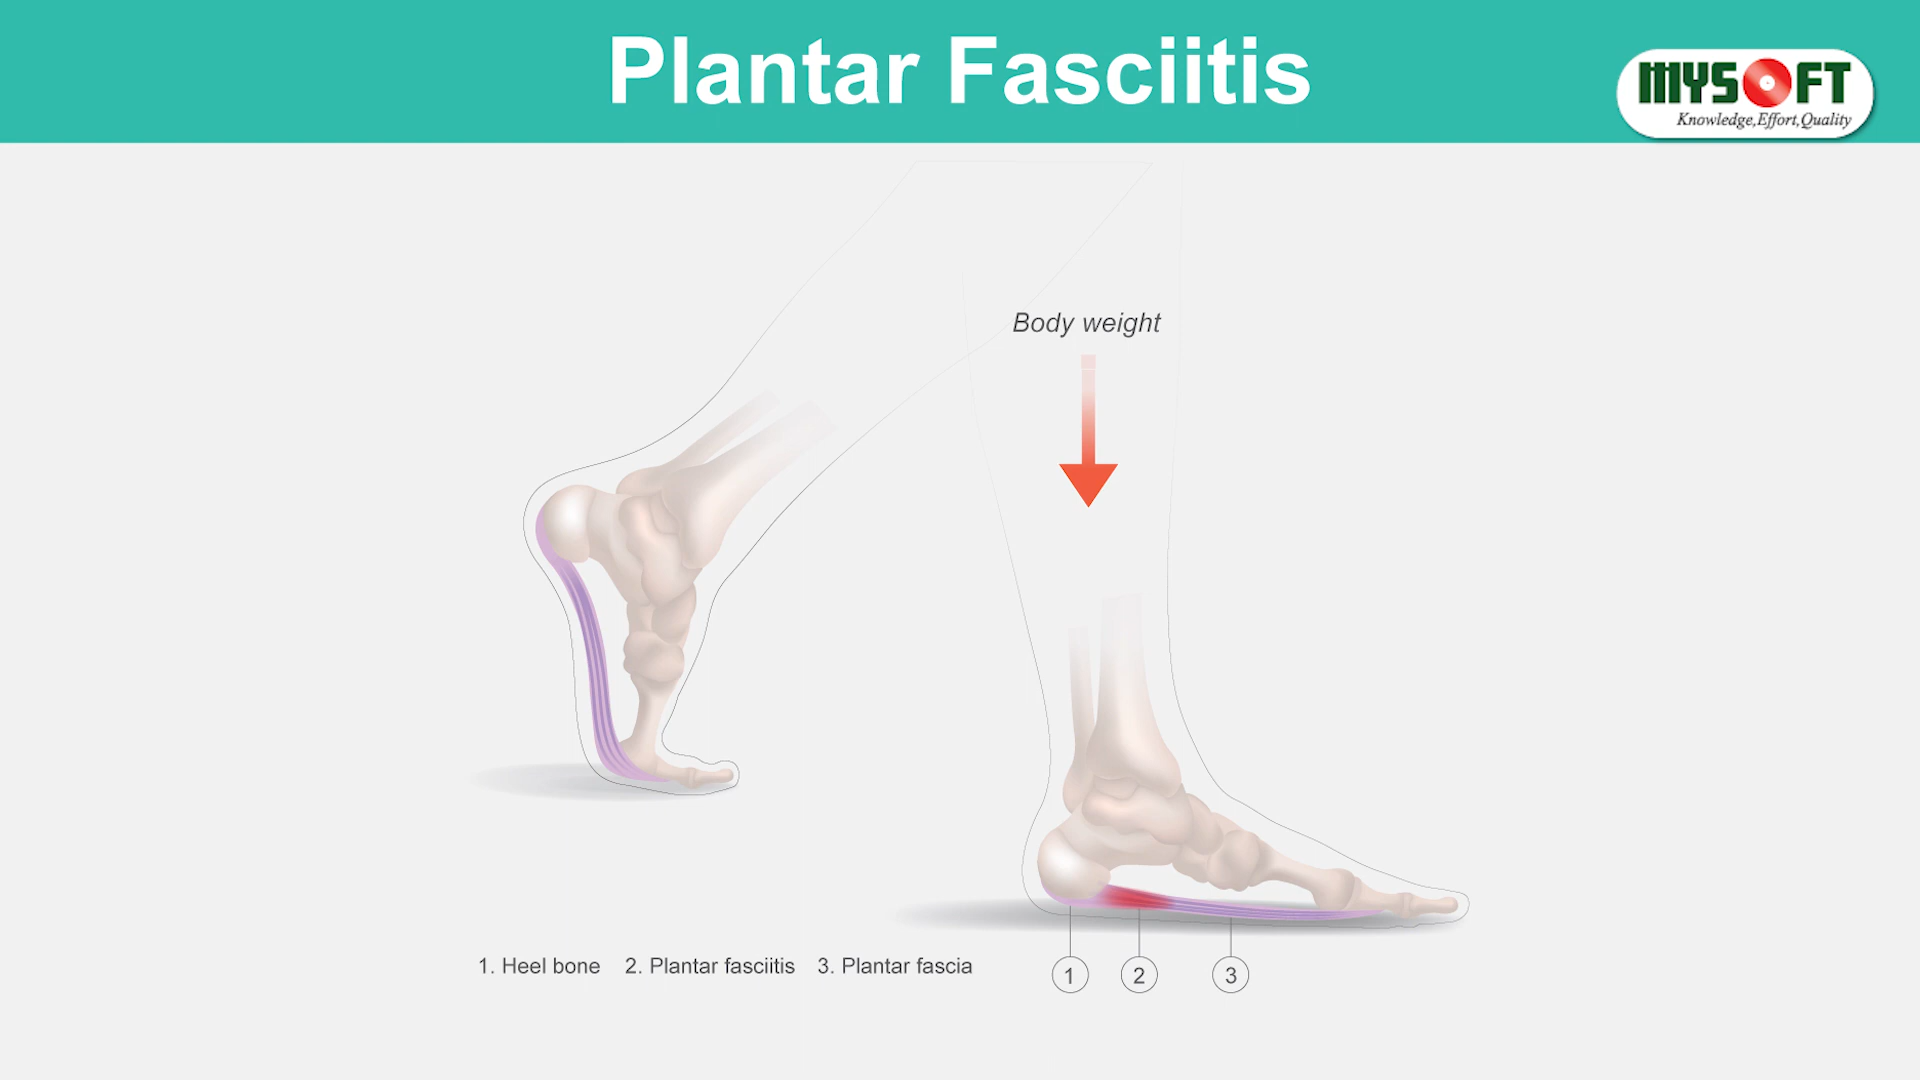 Plantar Fasciitis
MYSOFT
Knowledge,Effort,Quality
Body weight
1. Heel bone 2. Plantar fasciitis 3. Plantar fascia
1 2 3